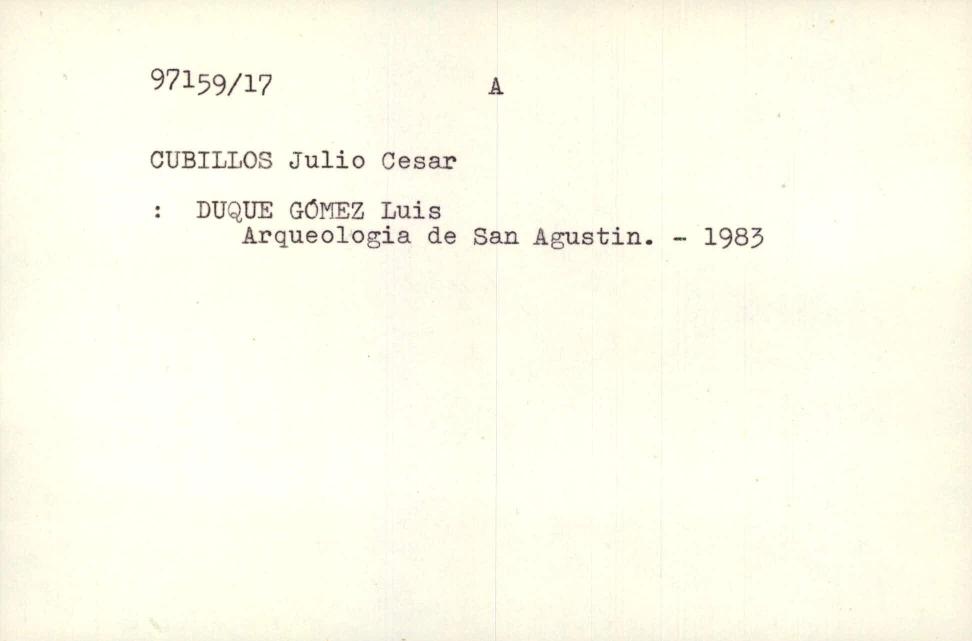 97159/17 A
CUBILLOS Julio Cesar
: DUQUE GÓMEZ Luis
Arqueologia de San Agustin. - 1983